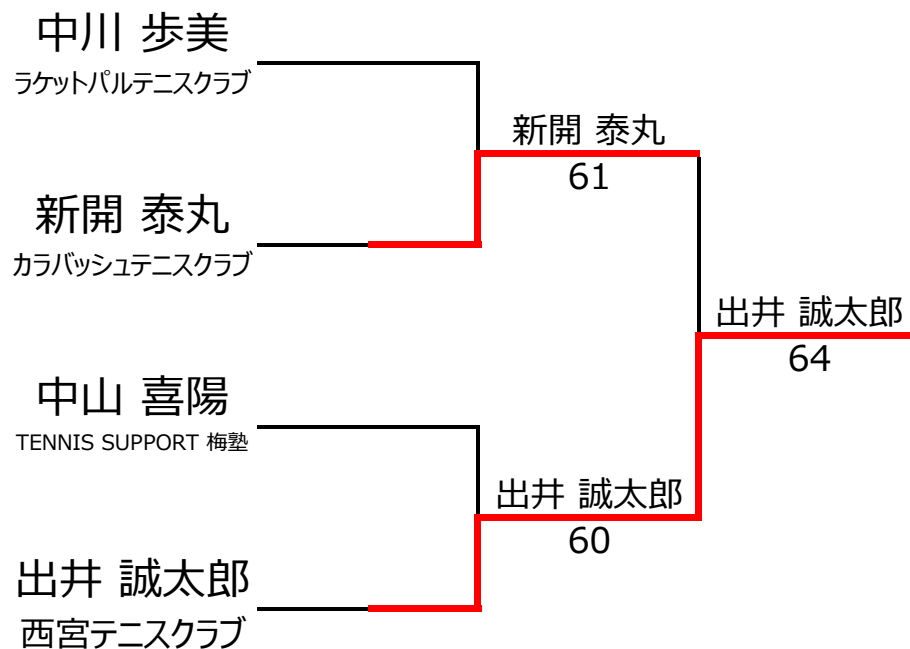 中川 歩美
ラケットパルテニスクラブ
新開 泰丸
61
新開 泰丸
カラバッシュテニスクラブ
出井 誠太郎
64
中山 喜陽
TENNIS SUPPORT 梅塾
出井 誠太郎
60
出井 誠太郎
西宮テニスクラブ